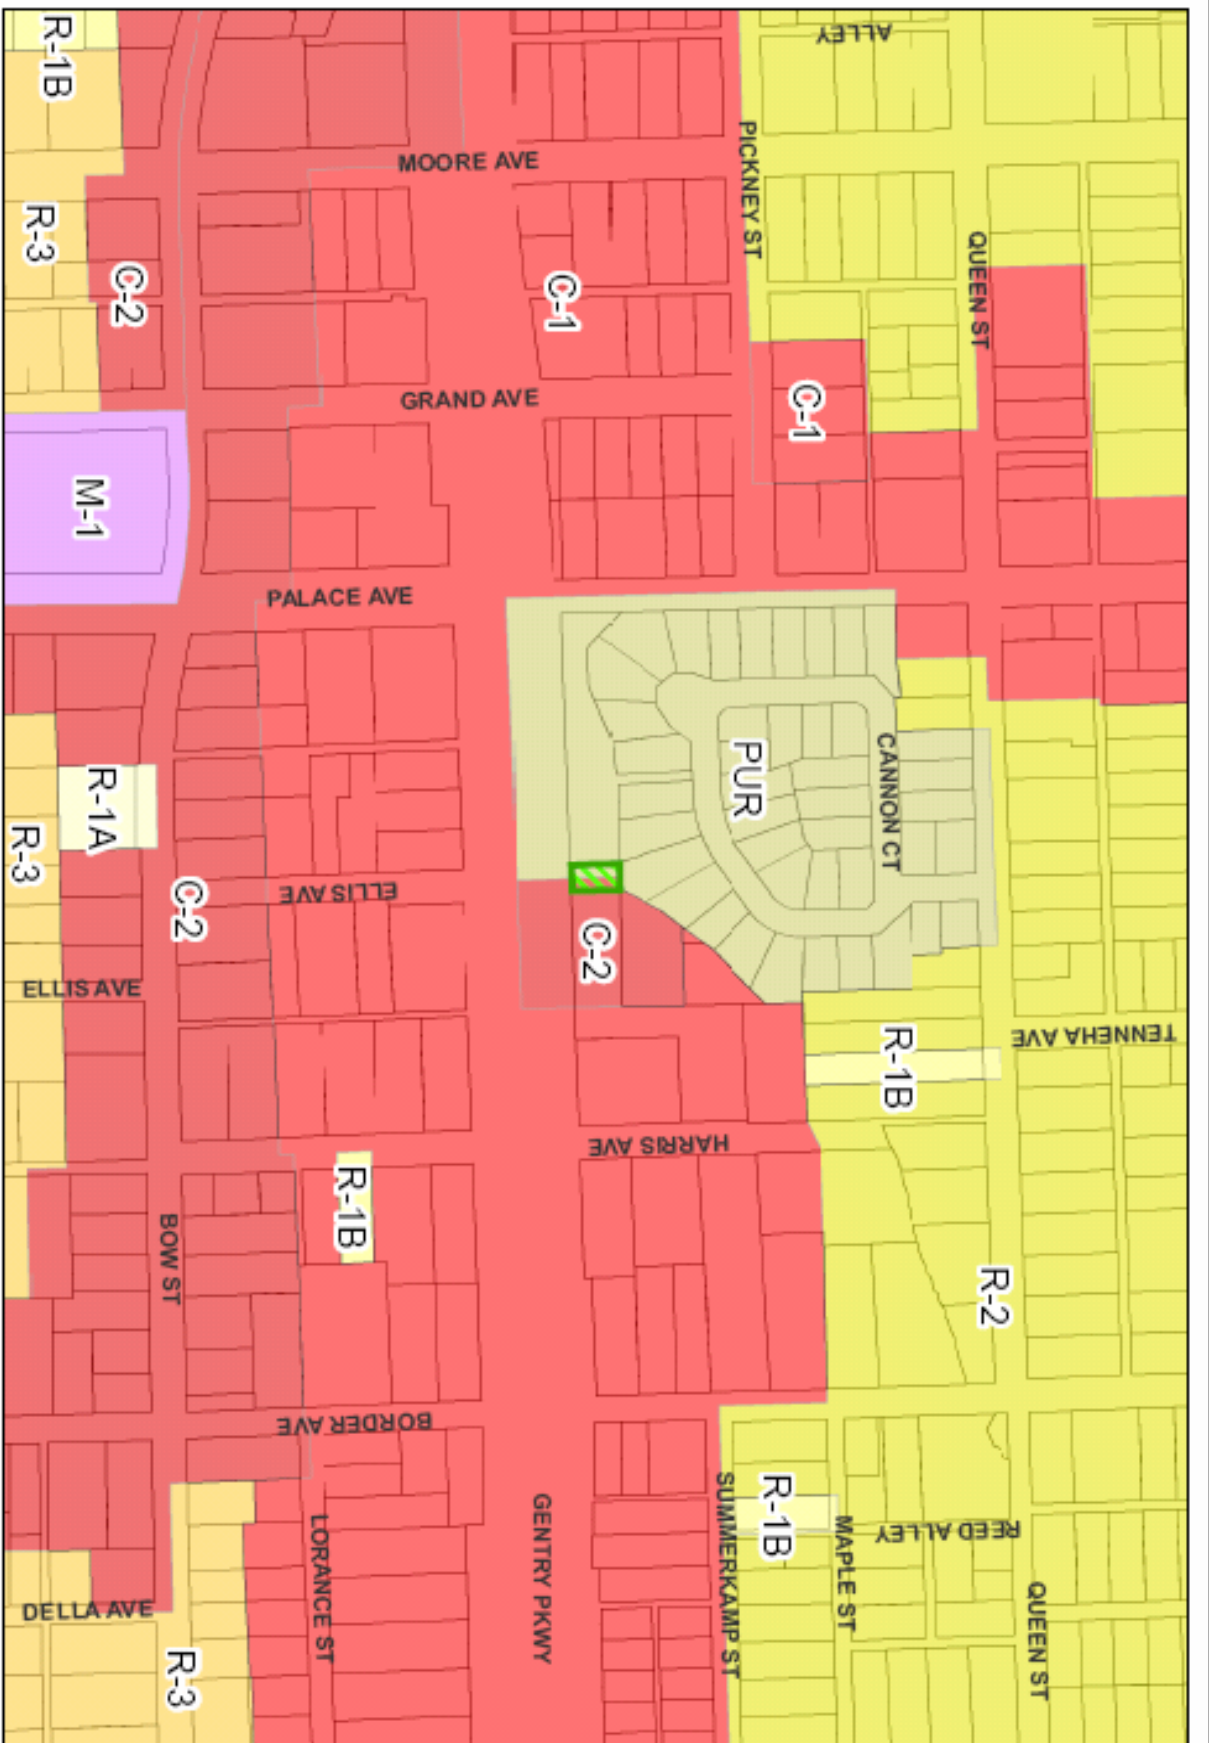 ALLEY
R-1B
MOORE AVE
PICKNEY ST
R-3
C-2
C-1
QUEEN ST
GRAND AVE
C-1
M-1
PALACE AVE
CANNON CT
PUR
R-1A
R-3
C-2
ELLIS AVE
C-2
ELLIS AVE
TENNEHA AVE
R-1B
HARRIS AVE
R-1B
BOW ST
R-2
BORDER AVE
GENTRY PKWY
SUMMERKAMP ST
R-1B
MAPLE ST
REED ALLEY
LORANCE ST
QUEEN ST
DELLA AVE
R-3